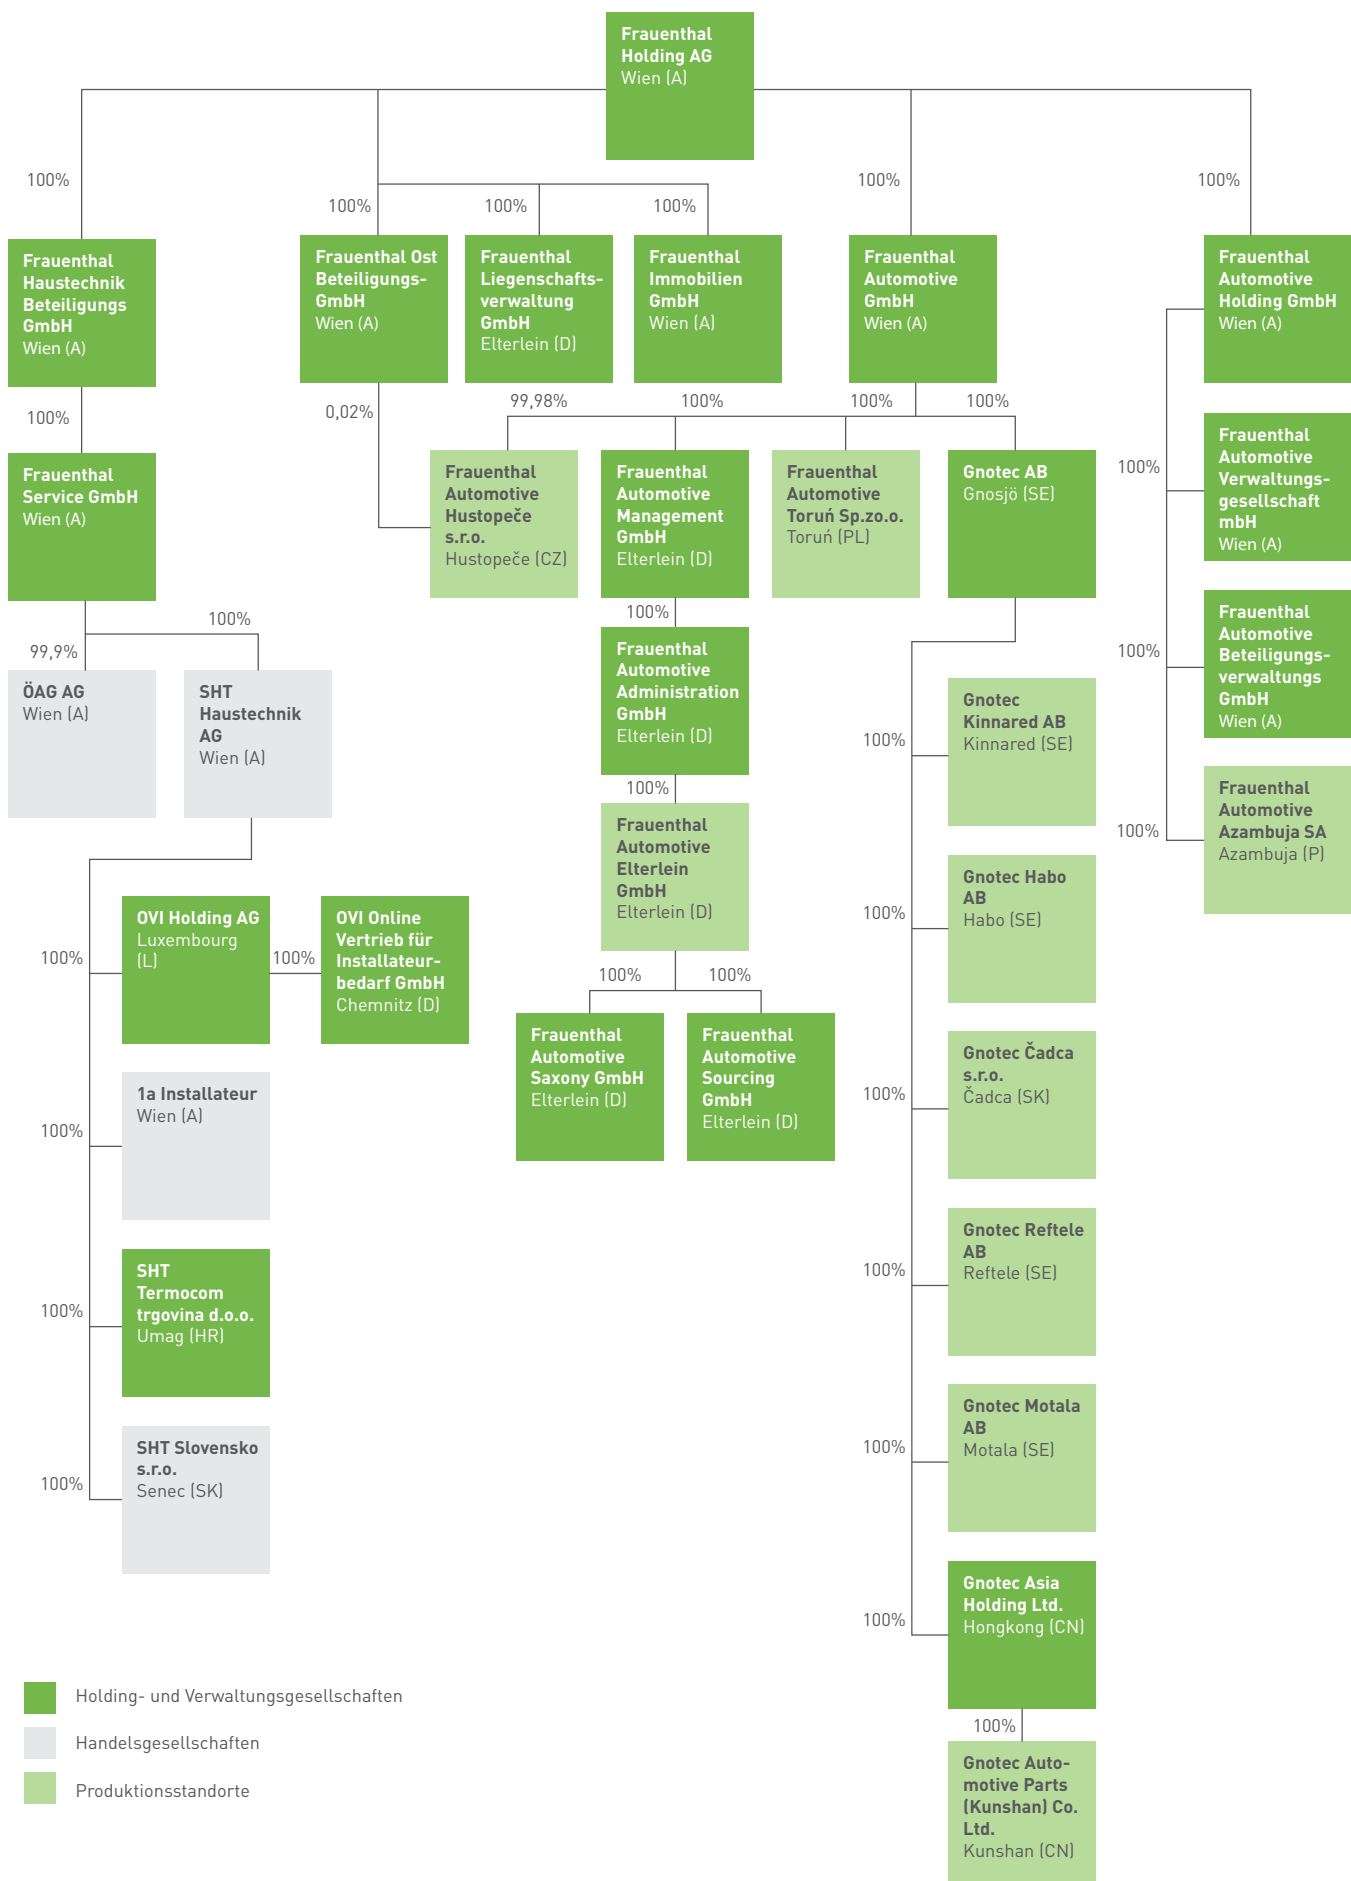 Frauenthal
Holding AG
Wien (A)
100%
100%
100%
100%
100%
100%
Frauenthal
Haustechnik
Beteiligungs
GmbH
Wien (A)
Frauenthal Ost
Beteiligungs-
GmbH
Wien (A)
Frauenthal
Liegenschafts-
verwaltung
GmbH
Elterlein (D)
Frauenthal
Immobilien
GmbH
Wien (A)
Frauenthal
Automotive
GmbH
Wien (A)
Frauenthal
Automotive
Holding GmbH
Wien (A)
100%
0,02%
99,98%
100%
100%
100%
Frauenthal
Service GmbH
Wien (A)
Frauenthal
Automotive
Hustopeče
s.r.o.
Hustopeče (CZ)
Frauenthal
Automotive
Management
GmbH
Elterlein (D)
Frauenthal
Automotive
Toruń Sp.zo.o.
Toruń (PL)
Gnotec AB
Gnosjö (SE)
100%
Frauenthal
Automotive
Verwaltungs-
gesellschaft
mbH
Wien (A)
99,9%
100%
ÖAG AG
Wien (A)
SHT
Haustechnik
AG
Wien (A)
100%
Frauenthal
Automotive
Administration
GmbH
Elterlein (D)
100%
Frauenthal
Automotive
Elterlein
GmbH
Elterlein (D)
100%
100%
Frauenthal
Automotive
Saxony GmbH
Elterlein (D)
Frauenthal
Automotive
Sourcing
GmbH
Elterlein (D)
100%
Frauenthal
Automotive
Beteiligungs-
verwaltungs
GmbH
Wien (A)
100%
Frauenthal
Automotive
Azambuja SA
Azambuja (P)
100%
OVI Holding AG
Luxembourg
(L)
100%
OVI Online
Vertrieb für
Installateur-
bedarf GmbH
Chemnitz (D)
100%
1a Installateur
Wien (A)
100%
SHT
Termocom
trgovina d.o.o.
Umag (HR)
100%
SHT Slovensko
s.r.o.
Senec (SK)
100%
Gnotec
Kinnared AB
Kinnared (SE)
100%
Gnotec Habo
AB
Habo (SE)
100%
Gnotec Čadca
s.r.o.
Čadca (SK)
100%
Gnotec Reftele
AB
Reftele (SE)
100%
Gnotec Motala
AB
Motala (SE)
100%
Gnotec Asia
Holding Ltd.
Hongkong (CN)
100%
Gnotec Auto-
motive Parts
(Kunshan) Co.
Ltd.
Kunshan (CN)
Holding- und Verwaltungsgesellschaften
Handelsgesellschaften
Produktionsstandorte